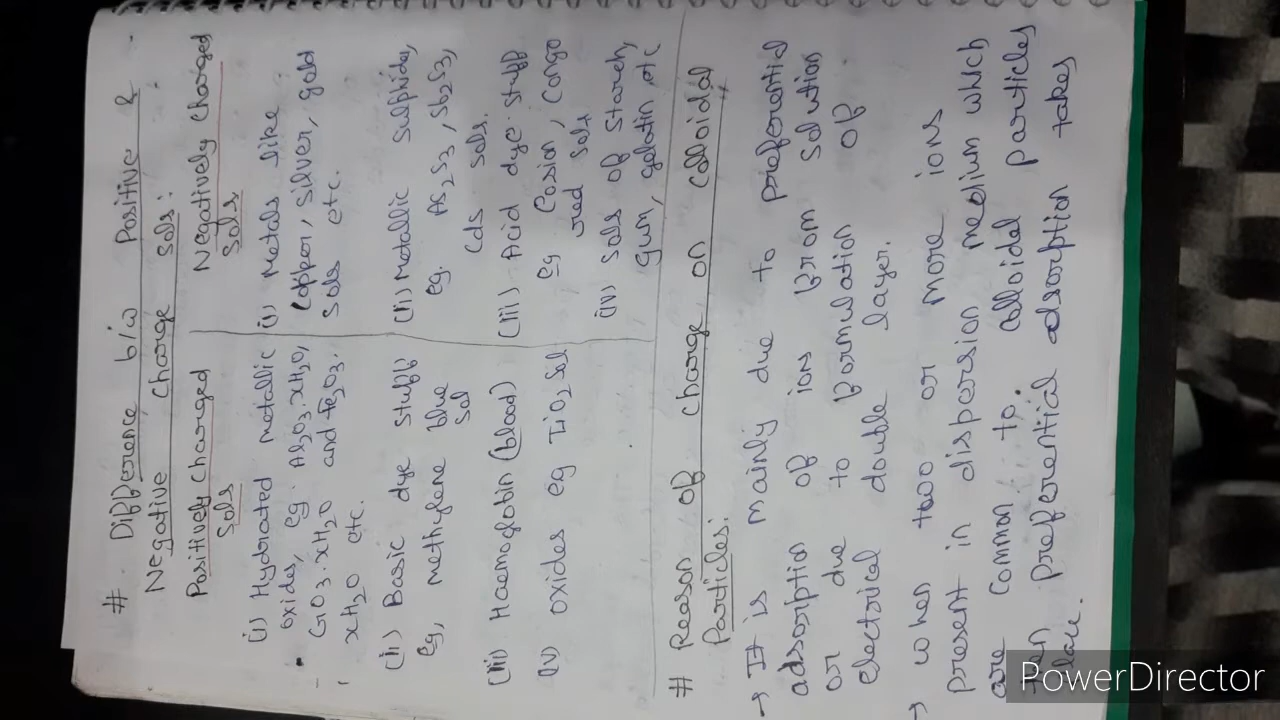 # Difference b/w Positive &
Negative Charge sols:
Positively Charged
Sols
(i) Hydrated metallic
oxides, eg. Al2O3.xH2O,
CrO3.xH2O and Fe2O3.
xH2O etc.
(ii) Basic dye stuff:
eg, methylene blue
sol
(iii) Haemoglobin (blood)
(iv) oxides eg TiO2 Sol
Negatively Charged
Sols
(i) Metals like
Copper, Silver, gold
Sols etc.
(ii) Metallic Sulphides,
eg. As2S3, Sb2S3,
Cds Sols.
(iii) Acid dye stuff
eg Eosion, Congo
red Sols
(iv) Sols of Starch,
gum, gelatin etc
# Reason of charge on Colloidal
Particles:
→ It is mainly due to preferential
adsorption of ion from solution
or due to formulation of
electrical double layer.
→ when two or more ions
present in dispersion medium which
are common to. Colloidal particles
then preferential adsorption takes
place.
PowerDirector